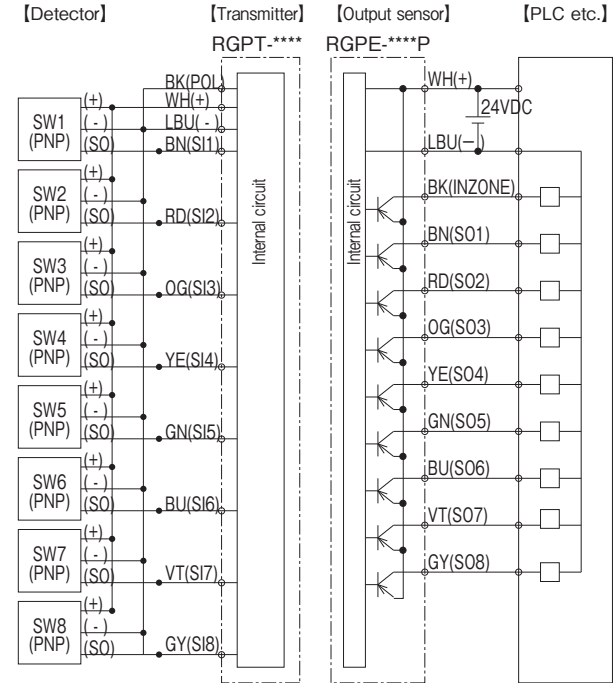 【Detector】
【Transmitter】
【Output sensor】
【PLC etc.】
RGPT-****
RGPE-****P
BK(POL)
WH(+)
LBU( - )
BN(SI1)
RD(SI2)
OG(SI3)
YE(SI4)
GN(SI5)
BU(SI6)
VT(SI7)
GY(SI8)
SW1
(PNP)
(+)
( - )
(SO)
SW2
(PNP)
(+)
( - )
(SO)
SW3
(PNP)
(+)
( - )
(SO)
SW4
(PNP)
(+)
( - )
(SO)
SW5
(PNP)
(+)
( - )
(SO)
SW6
(PNP)
(+)
( - )
(SO)
SW7
(PNP)
(+)
( - )
(SO)
SW8
(PNP)
(+)
( - )
(SO)
Internal circuit
Internal circuit
WH(+)
24VDC
LBU(−)
BK(INZONE)
BN(SO1)
RD(SO2)
OG(SO3)
YE(SO4)
GN(SO5)
BU(SO6)
VT(SO7)
GY(SO8)